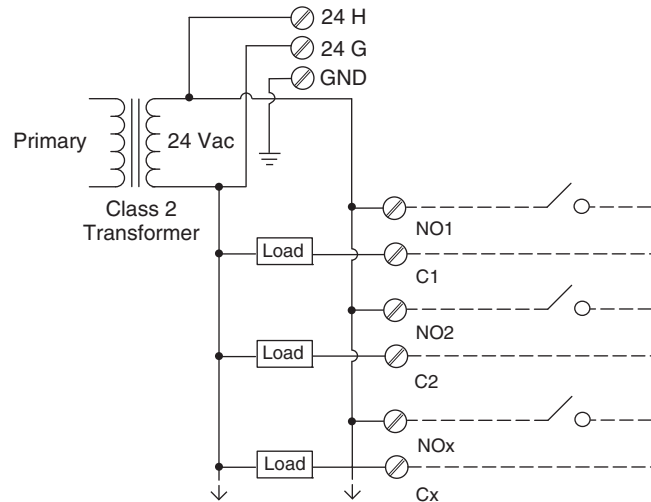 24 H
24 G
GND
Primary
24 Vac
Class 2
Transformer
NO1
Load
C1
NO2
Load
C2
NOx
Load
Cx